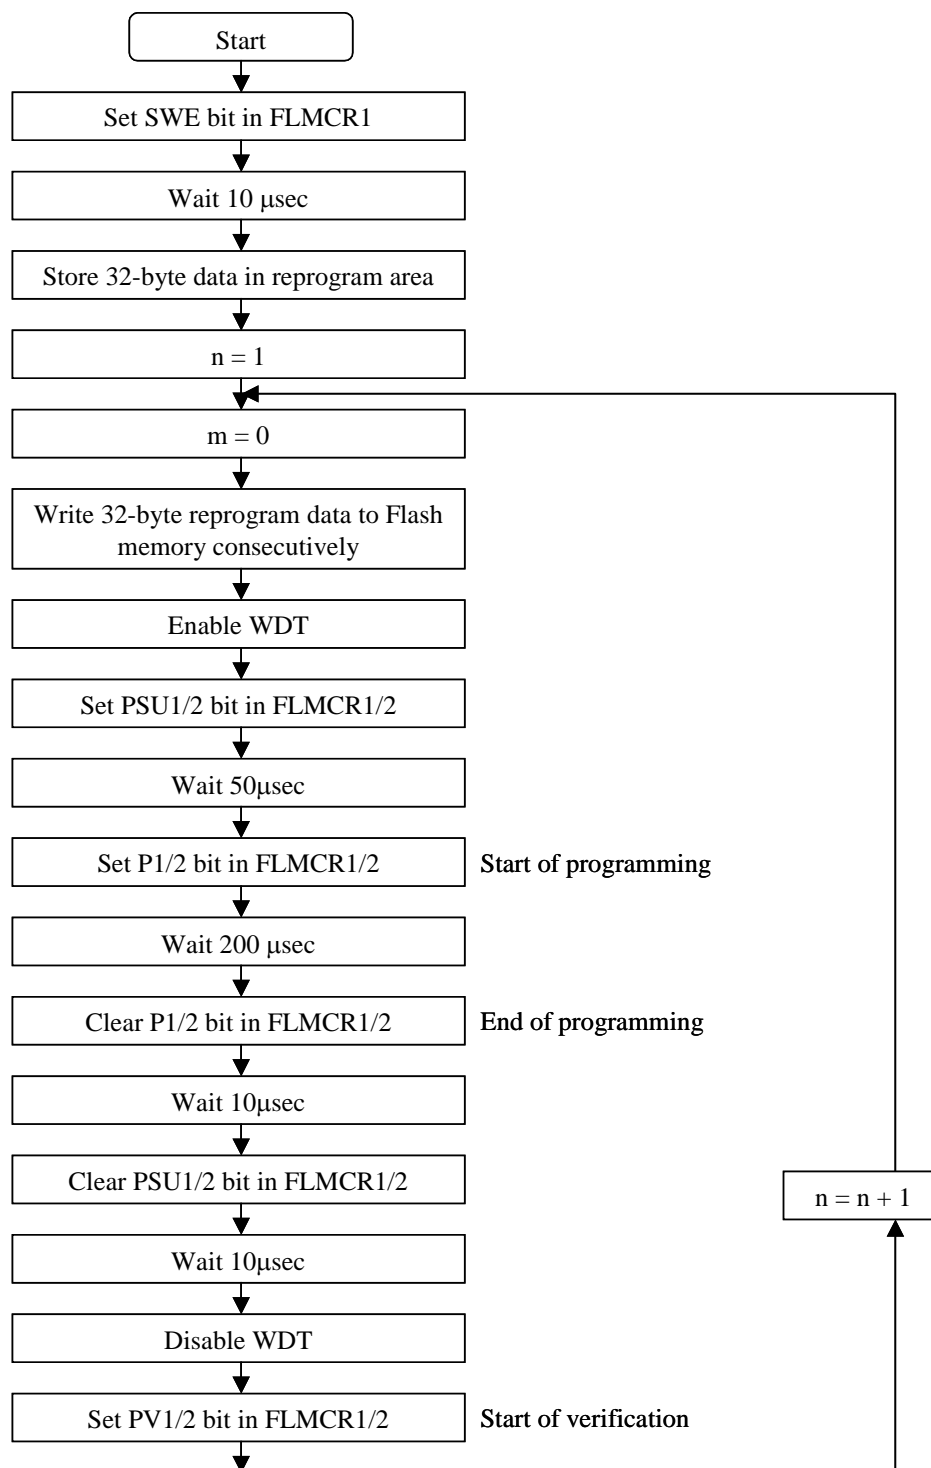 Start
Set SWE bit in FLMCR1
Wait 10 μsec
Store 32-byte data in reprogram area
n = 1
m = 0
Write 32-byte reprogram data to Flash
memory consecutively
Enable WDT
Set PSU1/2 bit in FLMCR1/2
Wait 50μsec
Set P1/2 bit in FLMCR1/2
Start of programming
Wait 200 μsec
Clear P1/2 bit in FLMCR1/2
End of programming
Wait 10μsec
Clear PSU1/2 bit in FLMCR1/2
n = n + 1
Wait 10μsec
Disable WDT
Set PV1/2 bit in FLMCR1/2
Start of verification